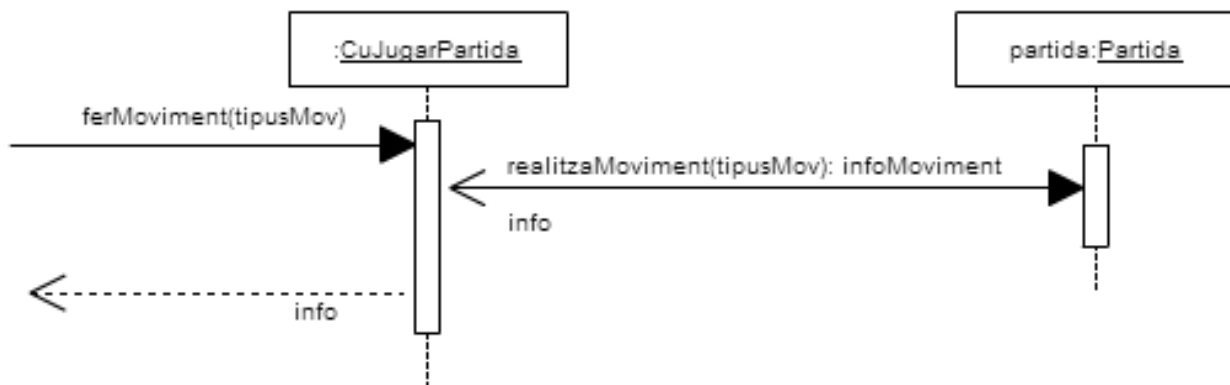 :CuJugarPartida
partida:Partida
ferMoviment(tipusMov)
realitzaMoviment(tipusMov): infoMoviment
info
info